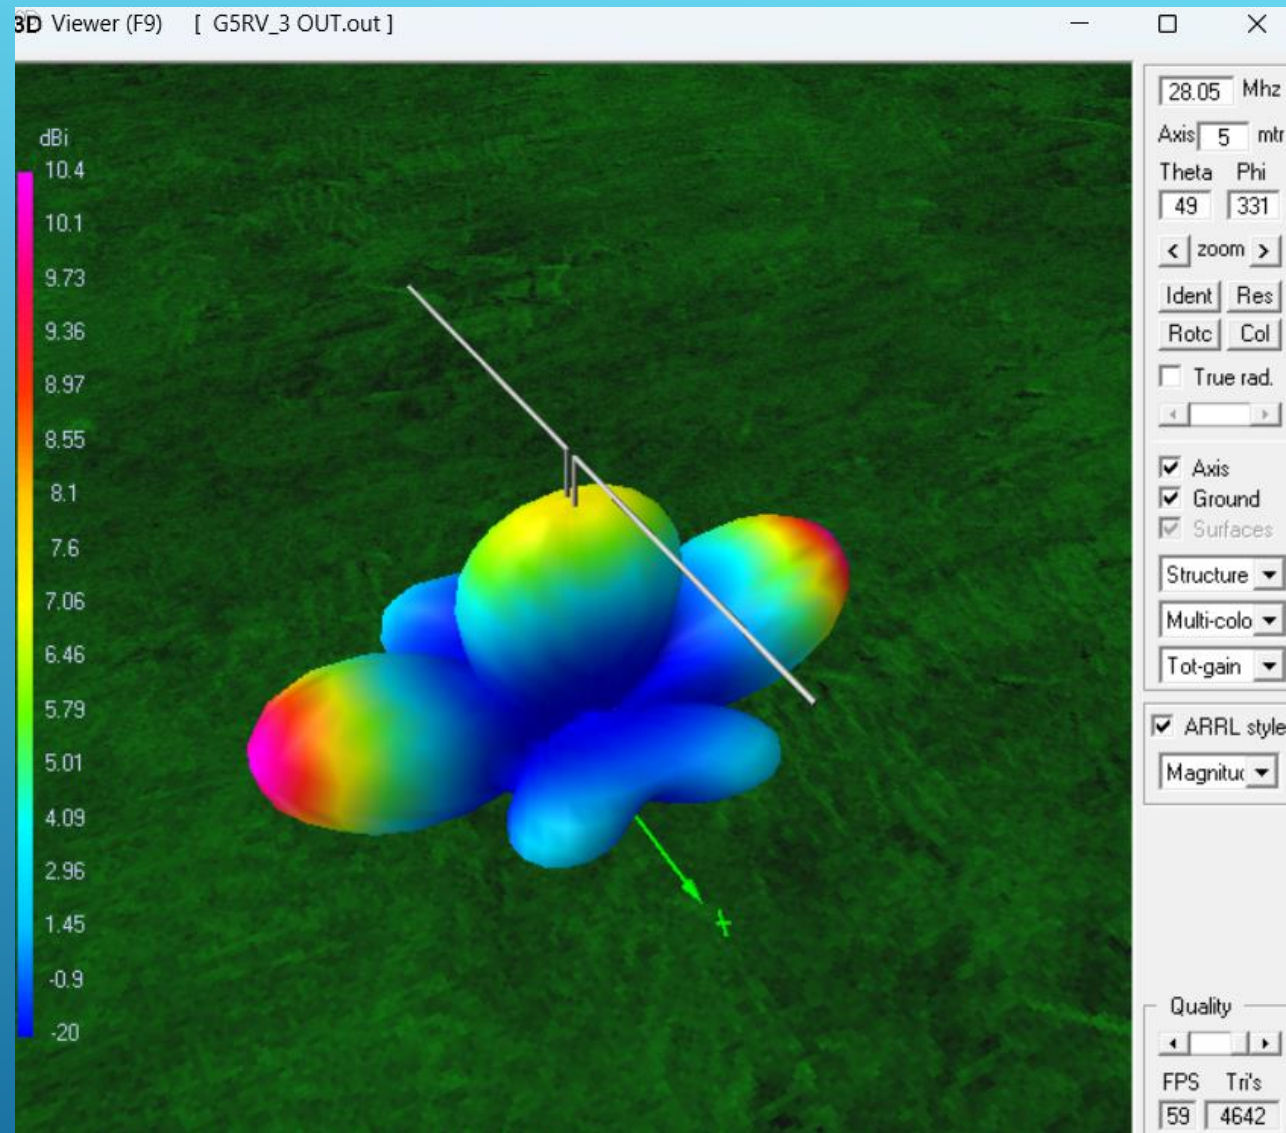 3D Viewer (F9) [ G5RV_3 OUT.out ]
dBi
10.4
10.1
9.73
9.36
8.97
8.55
8.1
7.6
7.06
6.46
5.79
5.01
4.09
2.96
1.45
-0.9
-20
X
28.05 Mhz
Axis 5 mtr
Theta Phi
49 331
< zoom >
Ident Res
Rotc Col
True rad.
Axis
Ground
Surfaces
Structure
Multi-colo
Tot-gain
ARRL style
Magnituc
Quality
FPS Tri's
59 4642